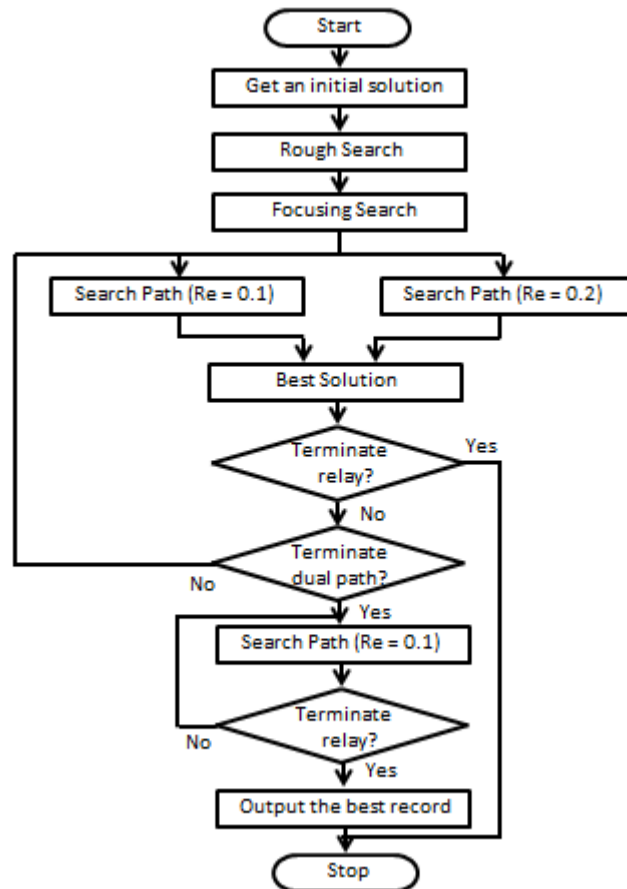 Start
Get an initial solution
Rough Search
Focusing Search
Search Path (Re = 0.1)
Search Path (Re = 0.2)
Best Solution
Terminate
relay?
Yes
No
Terminate
dual path?
No
Yes
Search Path (Re = 0.1)
Terminate
relay?
No
Yes
Output the best record
Stop